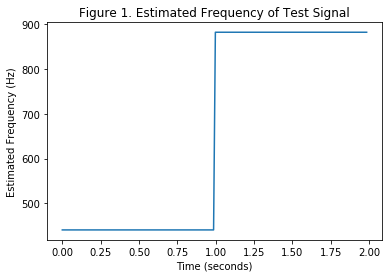 Figure 1. Estimated Frequency of Test Signal
900
800
700
600
500
Estimated Frequency (Hz)
0.00 0.25 0.50 0.75 1.00 1.25 1.50 1.75 2.00
Time (seconds)